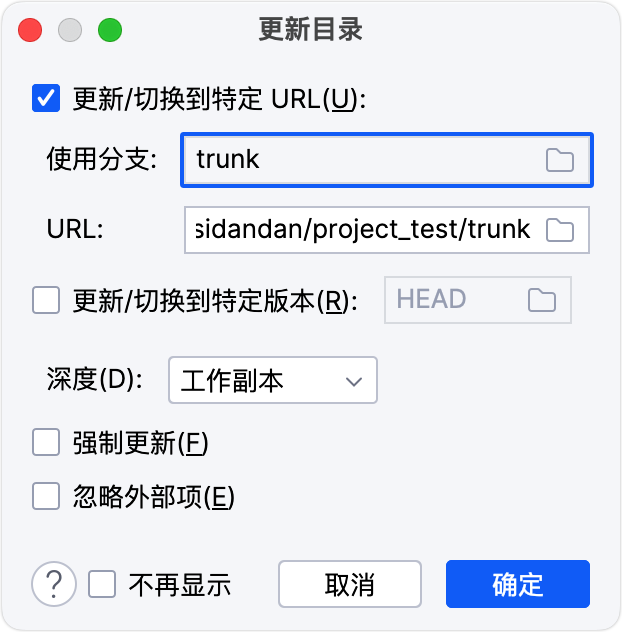 更新目录
更新/切换到特定 URL(U):
使用分支: trunk
URL: sidandan/project_test/trunk
更新/切换到特定版本(R): HEAD
深度(D): 工作副本
强制更新(F)
忽略外部项(E)
? 不再显示 取消 确定